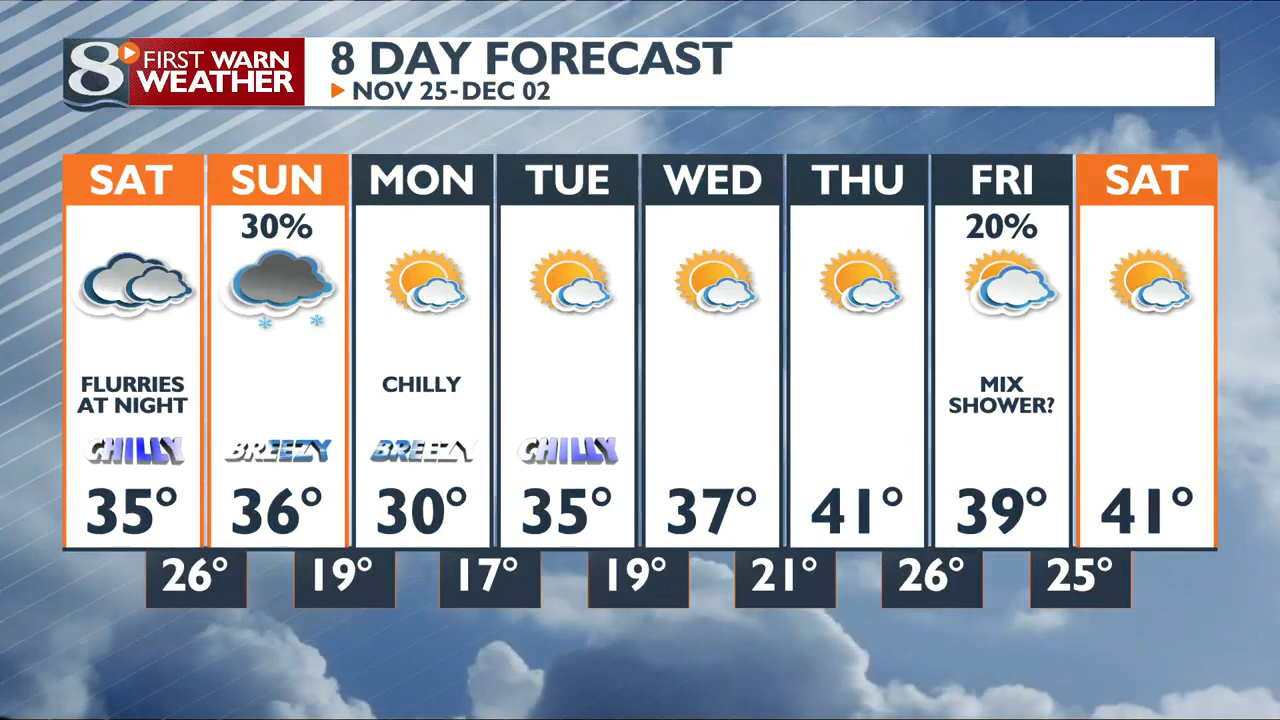 8 FIRST WARN
WEATHER
8 DAY FORECAST
NOV 25-DEC 02
SAT
FLURRIES
AT NIGHT
CHILLY
35°
SUN
30%
BREEZY
36°
MON
CHILLY
BREEZY
30°
TUE
CHILLY
35°
WED
37°
THU
41°
FRI
20%
MIX
SHOWER?
39°
SAT
41°
26°
19°
17°
19°
21°
26°
25°